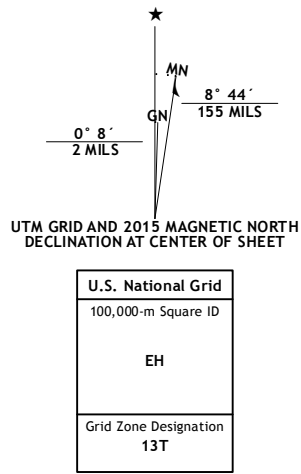 ★
MN
GN
8° 44´
155 MILS
0° 8´
2 MILS
UTM GRID AND 2015 MAGNETIC NORTH
DECLINATION AT CENTER OF SHEET
U.S. National Grid
100,000-m Square ID
EH
Grid Zone Designation
13T